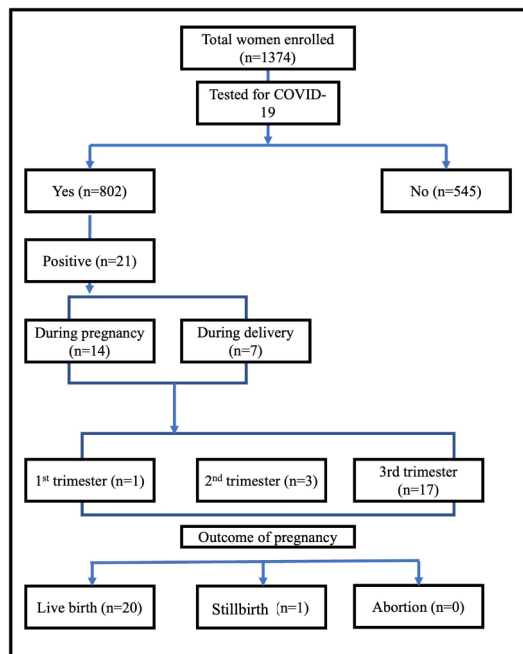 Total women enrolled
(n=1374)
Tested for COVID-
19
Yes (n=802)
No (n=545)
Positive (n=21)
During pregnancy
(n=14)
During delivery
(n=7)
1st trimester (n=1)
2nd trimester (n=3)
3rd trimester
(n=17)
Outcome of pregnancy
Live birth (n=20)
Stillbirth (n=1)
Abortion (n=0)